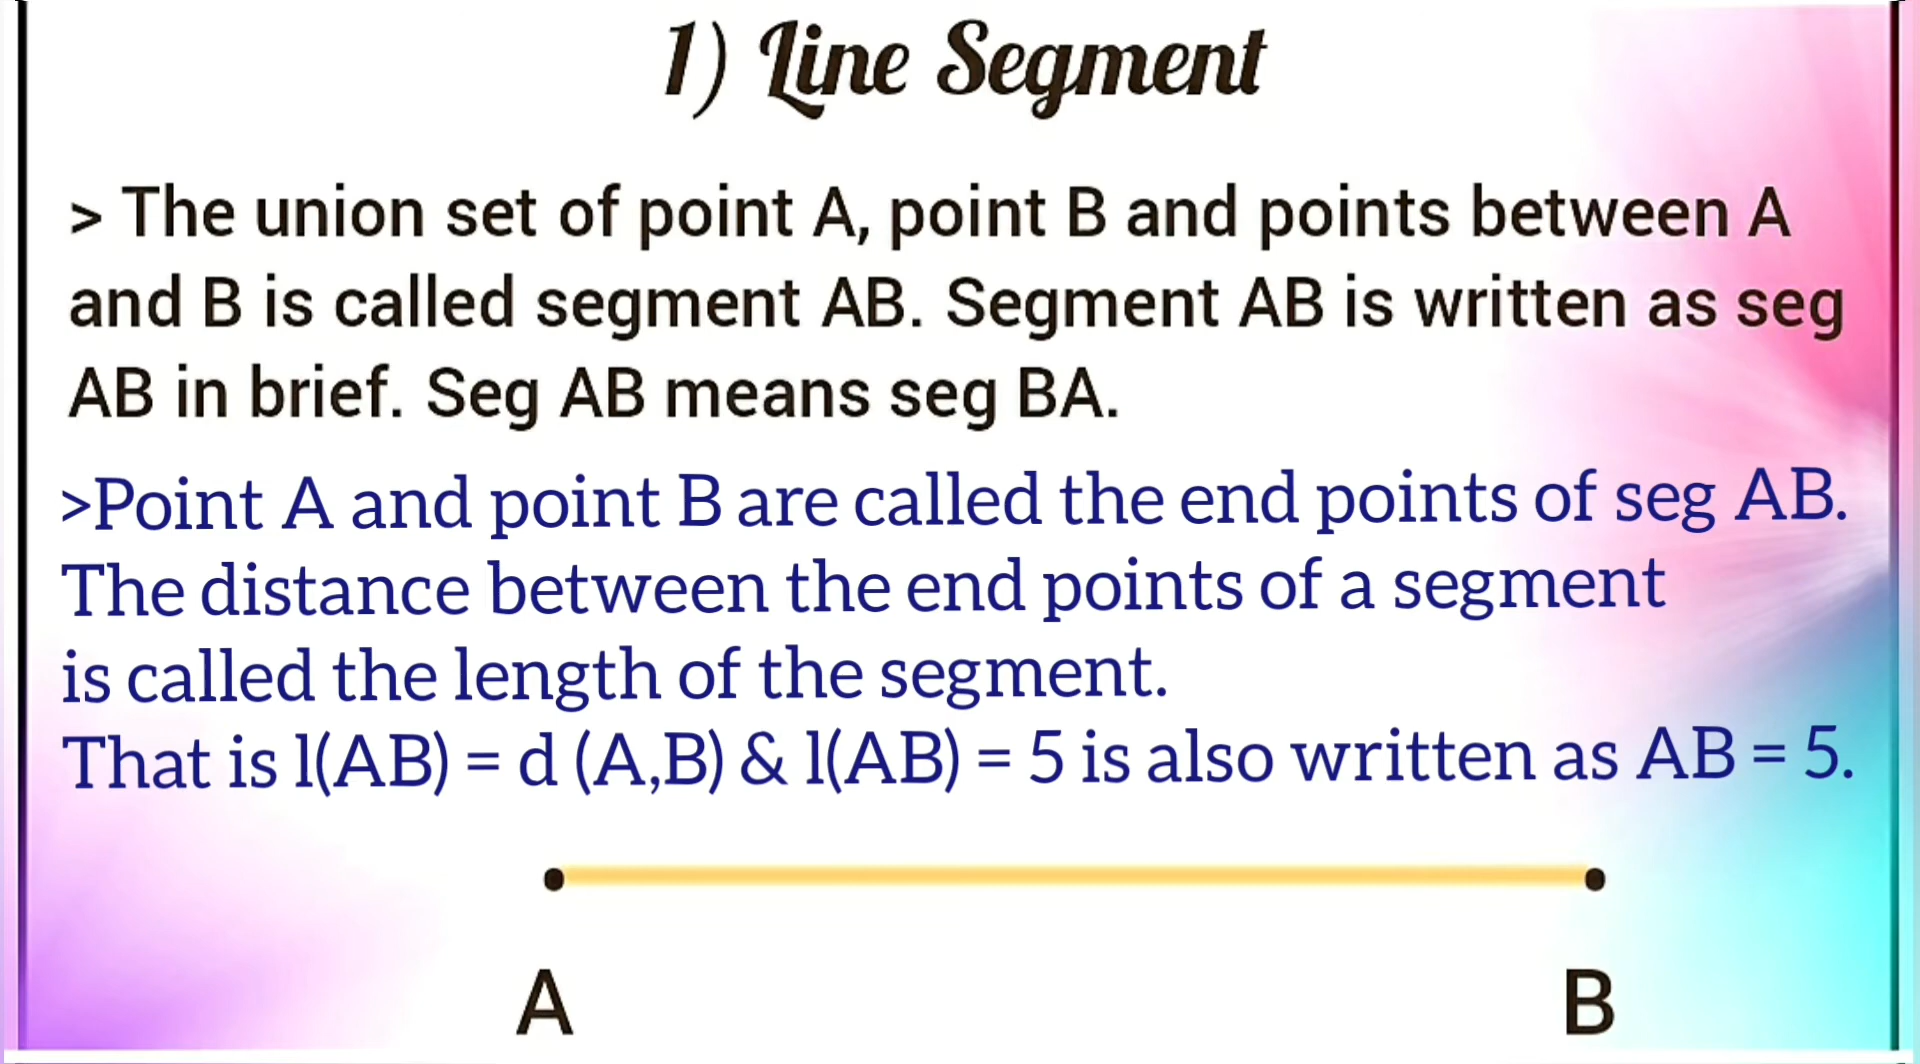 1) Line Segment
> The union set of point A, point B and points between A
and B is called segment AB. Segment AB is written as seg
AB in brief. Seg AB means seg BA.
>Point A and point B are called the end points of seg AB.
The distance between the end points of a segment
is called the length of the segment.
That is l(AB) = d (A,B) & l(AB) = 5 is also written as AB = 5.
A B